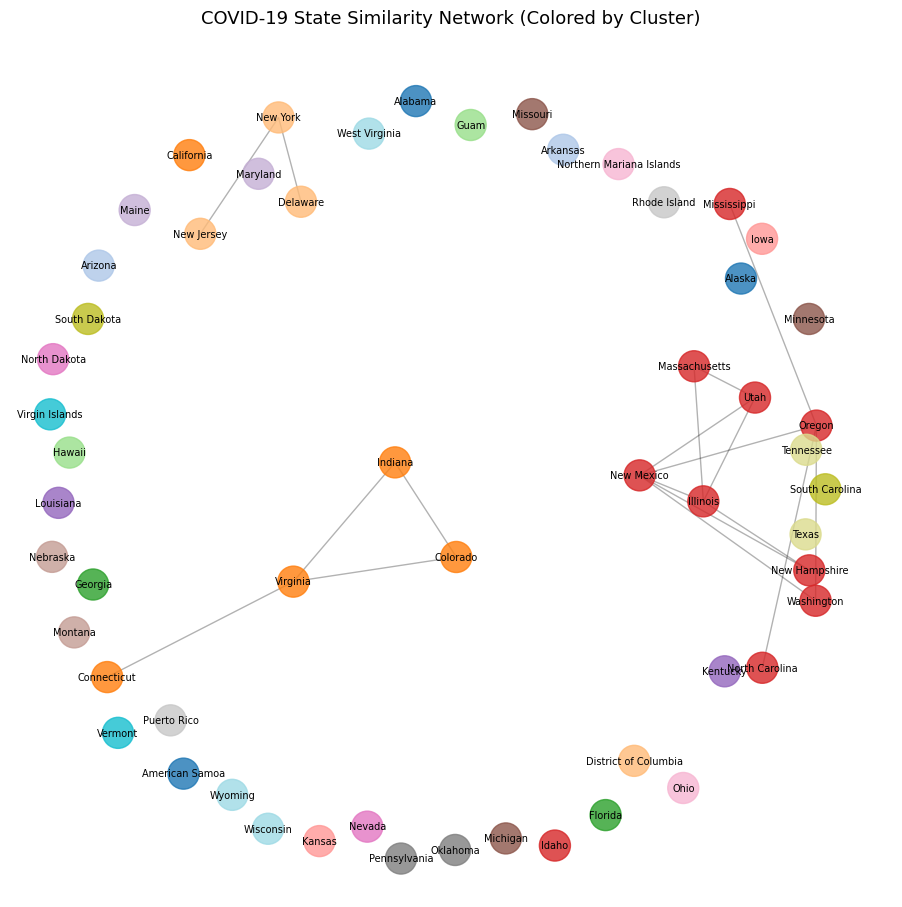 COVID-19 State Similarity Network (Colored by Cluster)
Alabama
Missouri
New York
Guam
West Virginia
Arkansas
California
Northern Mariana Islands
Maryland
Delaware
Rhode Island
Mississippi
Maine
New Jersey
Iowa
Arizona
Alaska
South Dakota
Minnesota
North Dakota
Massachusetts
Utah
Virgin Islands
Oregon
Hawaii
Tennessee
Indiana
New Mexico
South Carolina
Louisiana
Illinois
Texas
Nebraska
Colorado
New Hampshire
Virginia
Georgia
Washington
Montana
North Carolina
Kentucky
Connecticut
Puerto Rico
Vermont
District of Columbia
American Samoa
Ohio
Wyoming
Florida
Nevada
Wisconsin
Michigan
Kansas
Idaho
Oklahoma
Pennsylvania